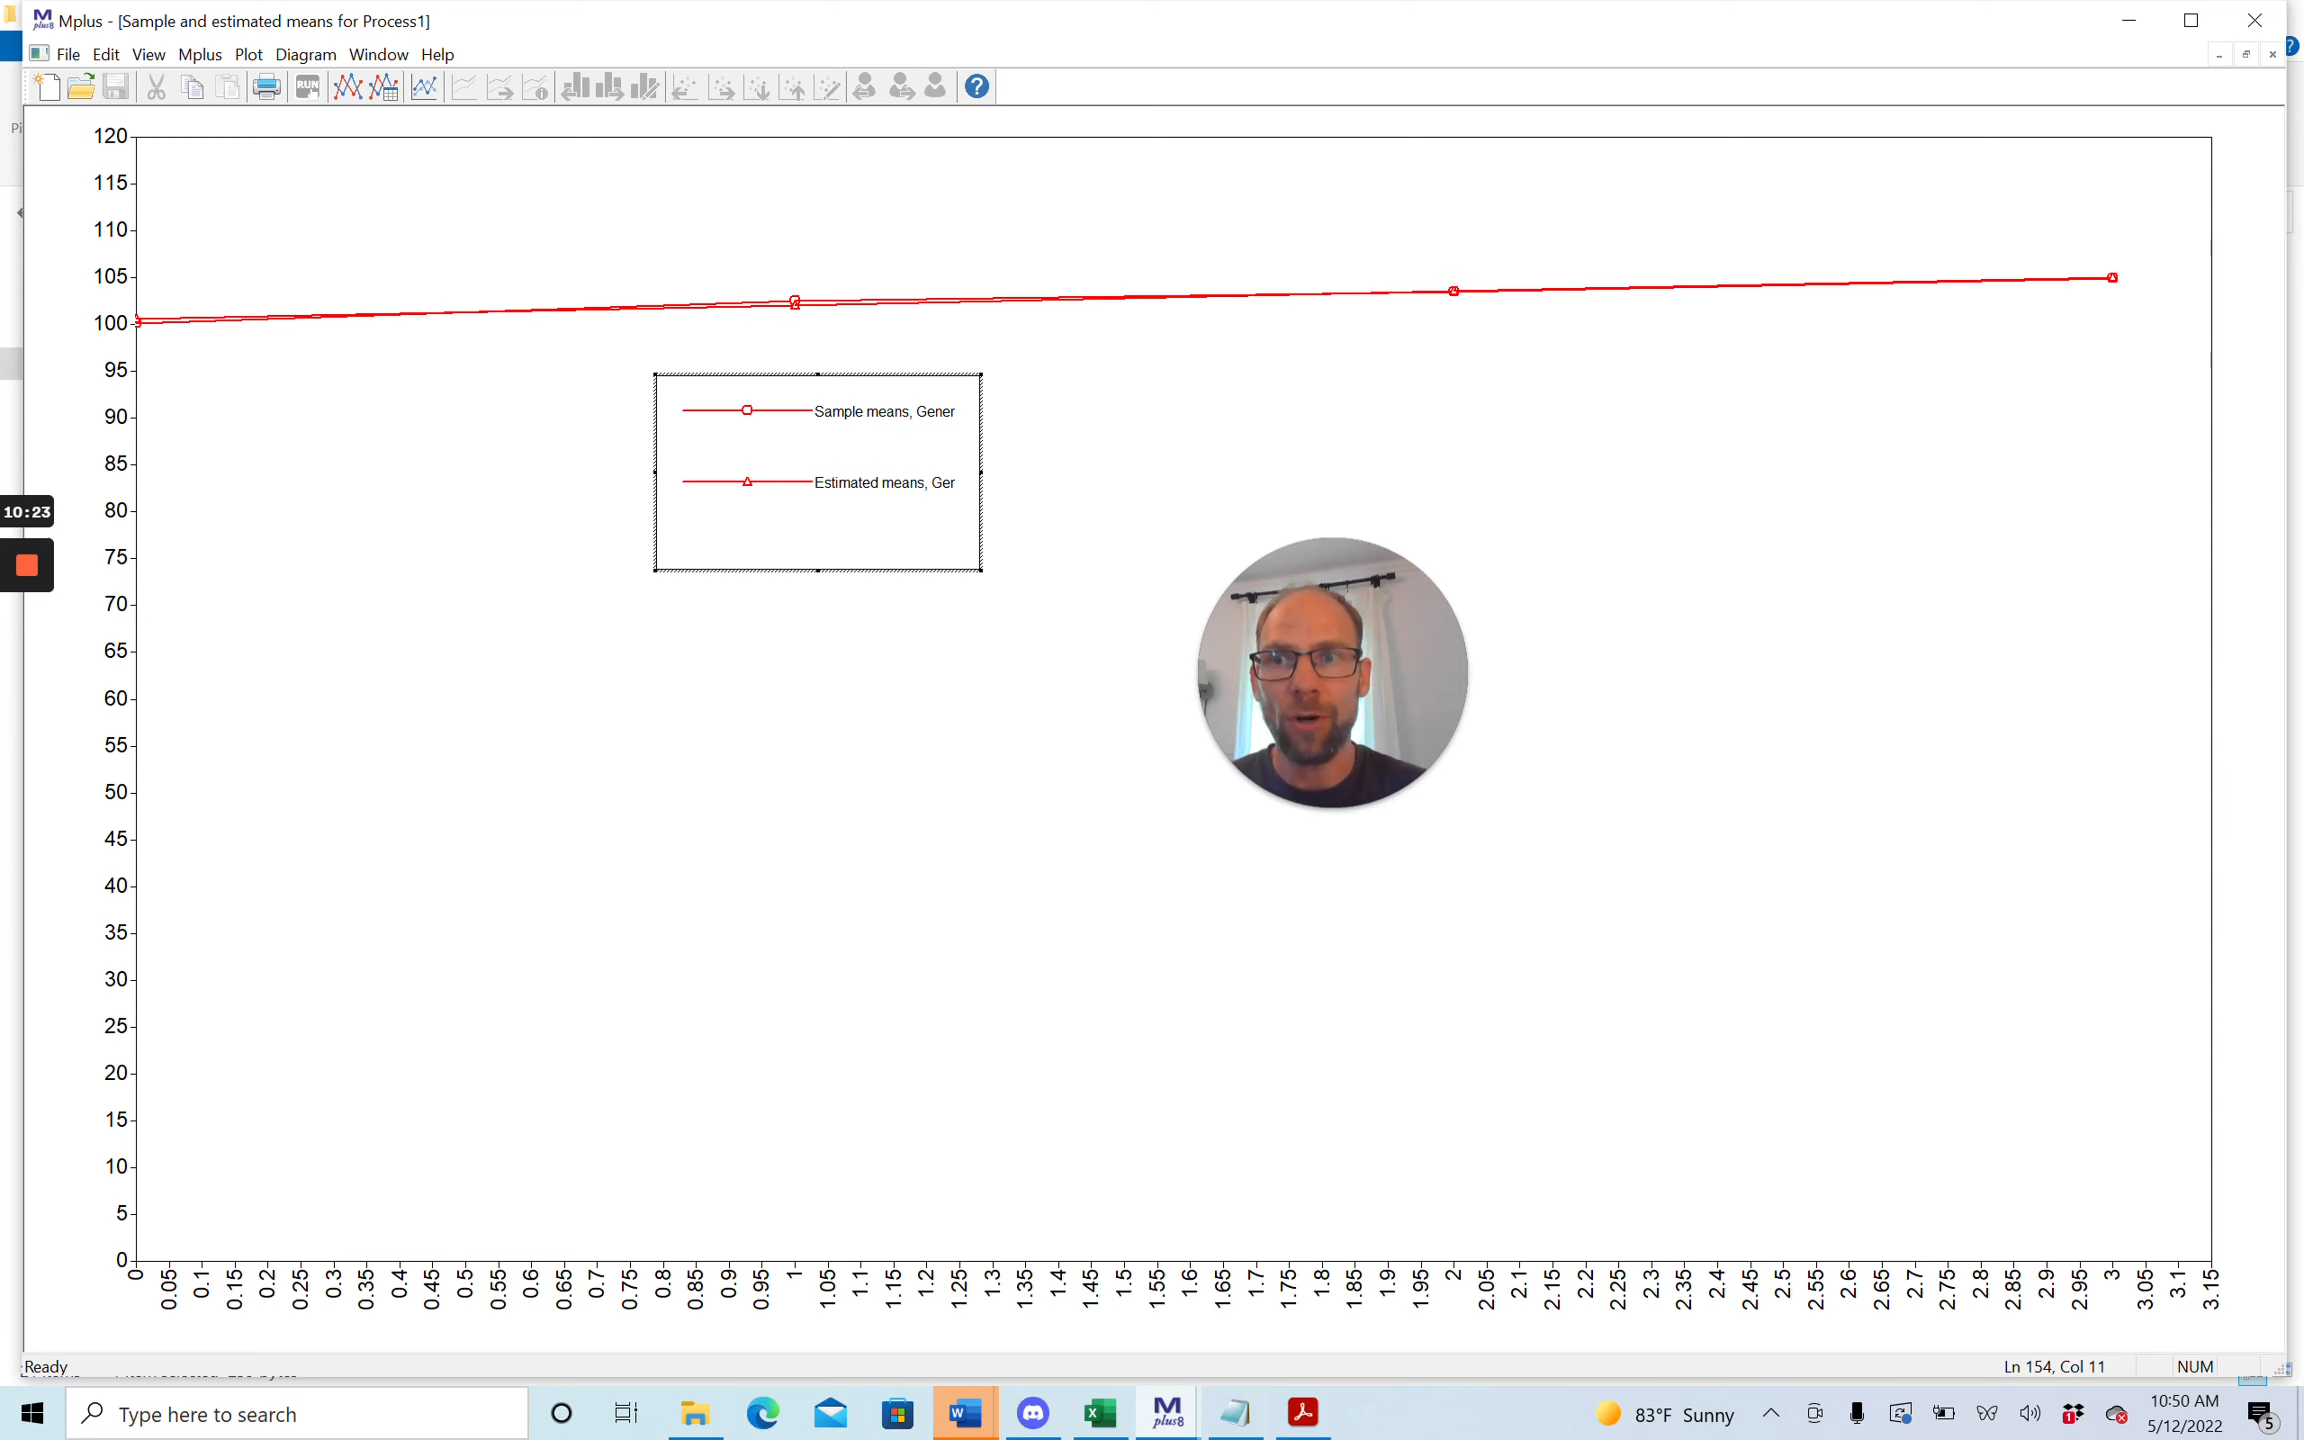 Mplus - [Sample and estimated means for Process1]
File Edit View Mplus Plot Diagram Window Help
RUN
120
115
110
105
100
95
90
85
80
75
70
65
60
55
50
45
40
35
30
25
20
15
10
5
0
Sample means, Gener
Estimated means, Ger
10:23
0 0.05 0.1 0.15 0.2 0.25 0.3 0.35 0.4 0.45 0.5 0.55 0.6 0.65 0.7 0.75 0.8 0.85 0.9 0.95 1 1.05 1.1 1.15 1.2 1.25 1.3 1.35 1.4 1.45 1.5 1.55 1.6 1.65 1.7 1.75 1.8 1.85 1.9 1.95 2 2.05 2.1 2.15 2.2 2.25 2.3 2.35 2.4 2.45 2.5 2.55 2.6 2.65 2.7 2.75 2.8 2.85 2.9 2.95 3 3.05 3.1 3.15
Ready
Ln 154, Col 11 NUM
Type here to search
M
plus8
83°F Sunny
10:50 AM
5/12/2022
5